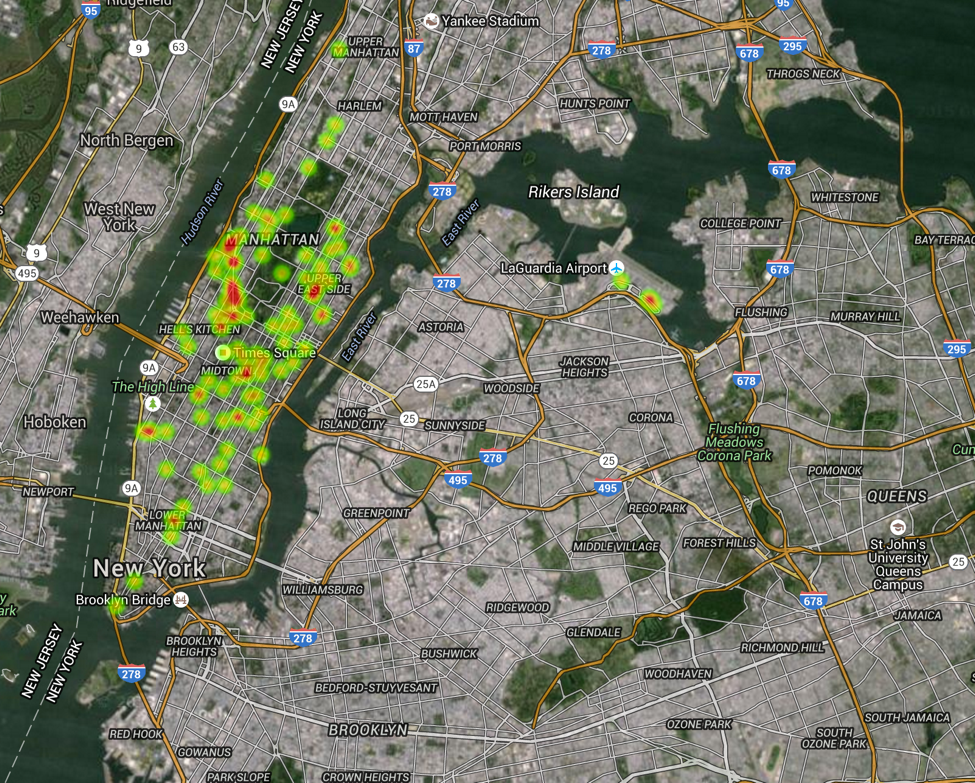 Ridgefield
95
95
Yankee Stadium
9
63
NEW JERSEY
NEW YORK
UPPER
MANHATTAN
87
278
678
295
THROGS NECK
9A
HARLEM
MOTT HAVEN
HUNTS POINT
North Bergen
PORT MORRIS
678
278
Rikers Island
WHITESTONE
West New
York
Hudson River
East River
COLLEGE POINT
MANHATTAN
BAY TERRAC
9
495
LaGuardia Airport
678
UPPER
EAST SIDE
278
Weehawken
HELL'S KITCHEN
ASTORIA
FLUSHING
MURRAY HILL
East River
Times Square
295
9A
MIDTOWN
JACKSON
HEIGHTS
The High Line
25A
WOODSIDE
678
Hoboken
LONG
ISLAND CITY
25
SUNNYSIDE
CORONA
Flushing
Meadows
Corona Park
Cun
278
25
POMONOK
495
495
NEWPORT
9A
QUEENS
LOWER
MANHATTAN
GREENPOINT
REGO PARK
St John's
University
Queens
Campus
MIDDLE VILLAGE
FOREST HILLS
25
New York
WILLIAMSBURG
Brooklyn Bridge
RIDGEWOOD
678
JAMAICA
ark
GLENDALE
278
BROOKLYN
HEIGHTS
BUSHWICK
RICHMOND HILL
NEW JERSEY
NEW YORK
278
WOODHAVEN
BEDFORD-STUYVESANT
SOUTH JAMAICA
RED HOOK
BROOKLYN
OZONE PARK
SOUTH
OZONE PARK
GOWANUS
PARK SLOPE
CROWN HEIGHTS